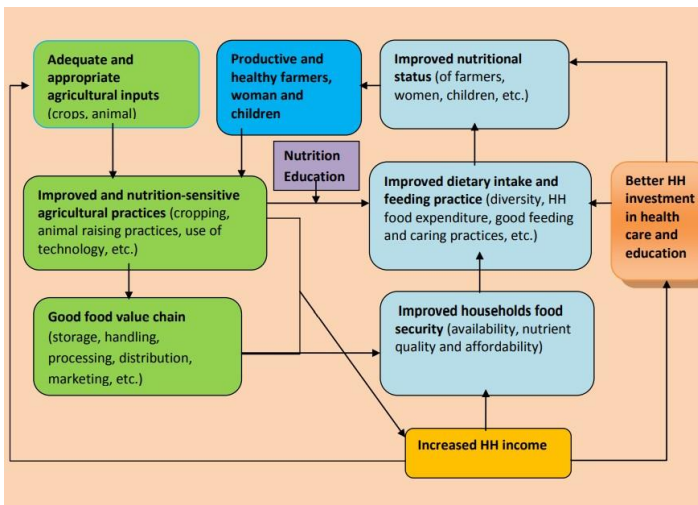 Adequate and
appropriate
agricultural inputs
(crops, animal)
Productive and
healthy farmers,
woman and
children
Improved nutritional
status (of farmers,
women, children, etc.)
Nutrition
Education
Improved and nutrition-sensitive
agricultural practices (cropping,
animal raising practices, use of
technology, etc.)
Improved dietary intake and
feeding practice (diversity, HH
food expenditure, good feeding
and caring practices, etc.)
Better HH
investment
in health
care and
education
Good food value chain
(storage, handling,
processing, distribution,
marketing, etc.)
Improved households food
security (availability, nutrient
quality and affordability)
Increased HH income